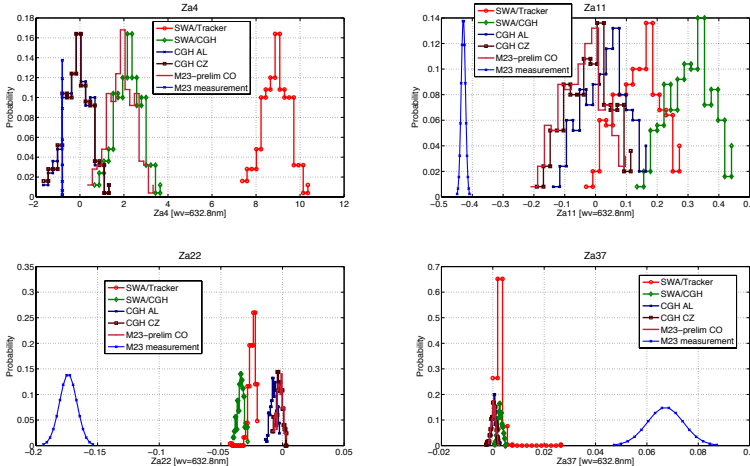 Za4
Za11
0.18
0.16
0.14
0.12
0.1
0.08
0.06
0.04
0.02
0
Probability
SWA/Tracker
SWA/CGH
CGH AL
CGH CZ
M23−prelim CO
M23 measurement
−2
0
2
4
6
8
10
12
Za4 [wv=632.8nm]
0.14
0.12
0.1
0.08
0.06
0.04
0.02
0
Probability
SWA/Tracker
SWA/CGH
CGH AL
CGH CZ
M23−prelim CO
M23 measurement
−0.5
−0.4
−0.3
−0.2
−0.1
0
0.1
0.2
0.3
0.4
0.5
Za11 [wv=632.8nm]
Za22
Za37
0.35
0.3
0.25
0.2
0.15
0.1
0.05
0
Probability
SWA/Tracker
SWA/CGH
CGH AL
CGH CZ
M23−prelim CO
M23 measurement
−0.2
−0.15
−0.1
−0.05
0
0.05
Za22 [wv=632.8nm]
0.7
0.6
0.5
0.4
0.3
0.2
0.1
0
Probability
SWA/Tracker
SWA/CGH
CGH AL
CGH CZ
M23−prelim CO
M23 measurement
−0.02
0
0.02
0.04
0.06
0.08
Za37 [wv=632.8nm]